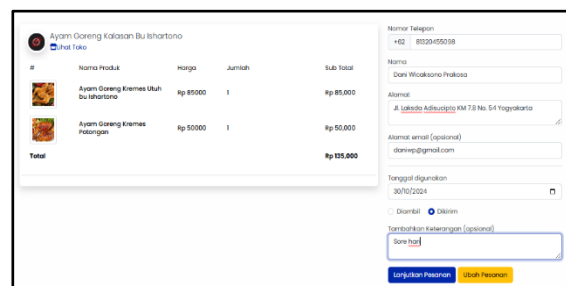 Ayam Goreng Kalasan Bu Ishartono
Lihat Toko
# Nama Produk Harga Jumlah Sub Total
Ayam Goreng Kremes Utuh bu Ishartono Rp 85000 1 Rp 85,000
Ayam Goreng Kremes Potongan Rp 50000 1 Rp 50,000
Total Rp 135,000
Nomor Telepon
+62 81320455098
Nama
Dani Wicaksono Prakosa
Alamat
Jl. Laksda Adisucipto KM 7.8 No. 54 Yogyakarta
Alamat email (opsional)
daniwp@gmail.com
Tanggal digunakan
30/10/2024
Diambil Dikirim
Tambahkan Keterangan (opsional)
Sore hari
Lanjutkan Pesanan Ubah Pesanan